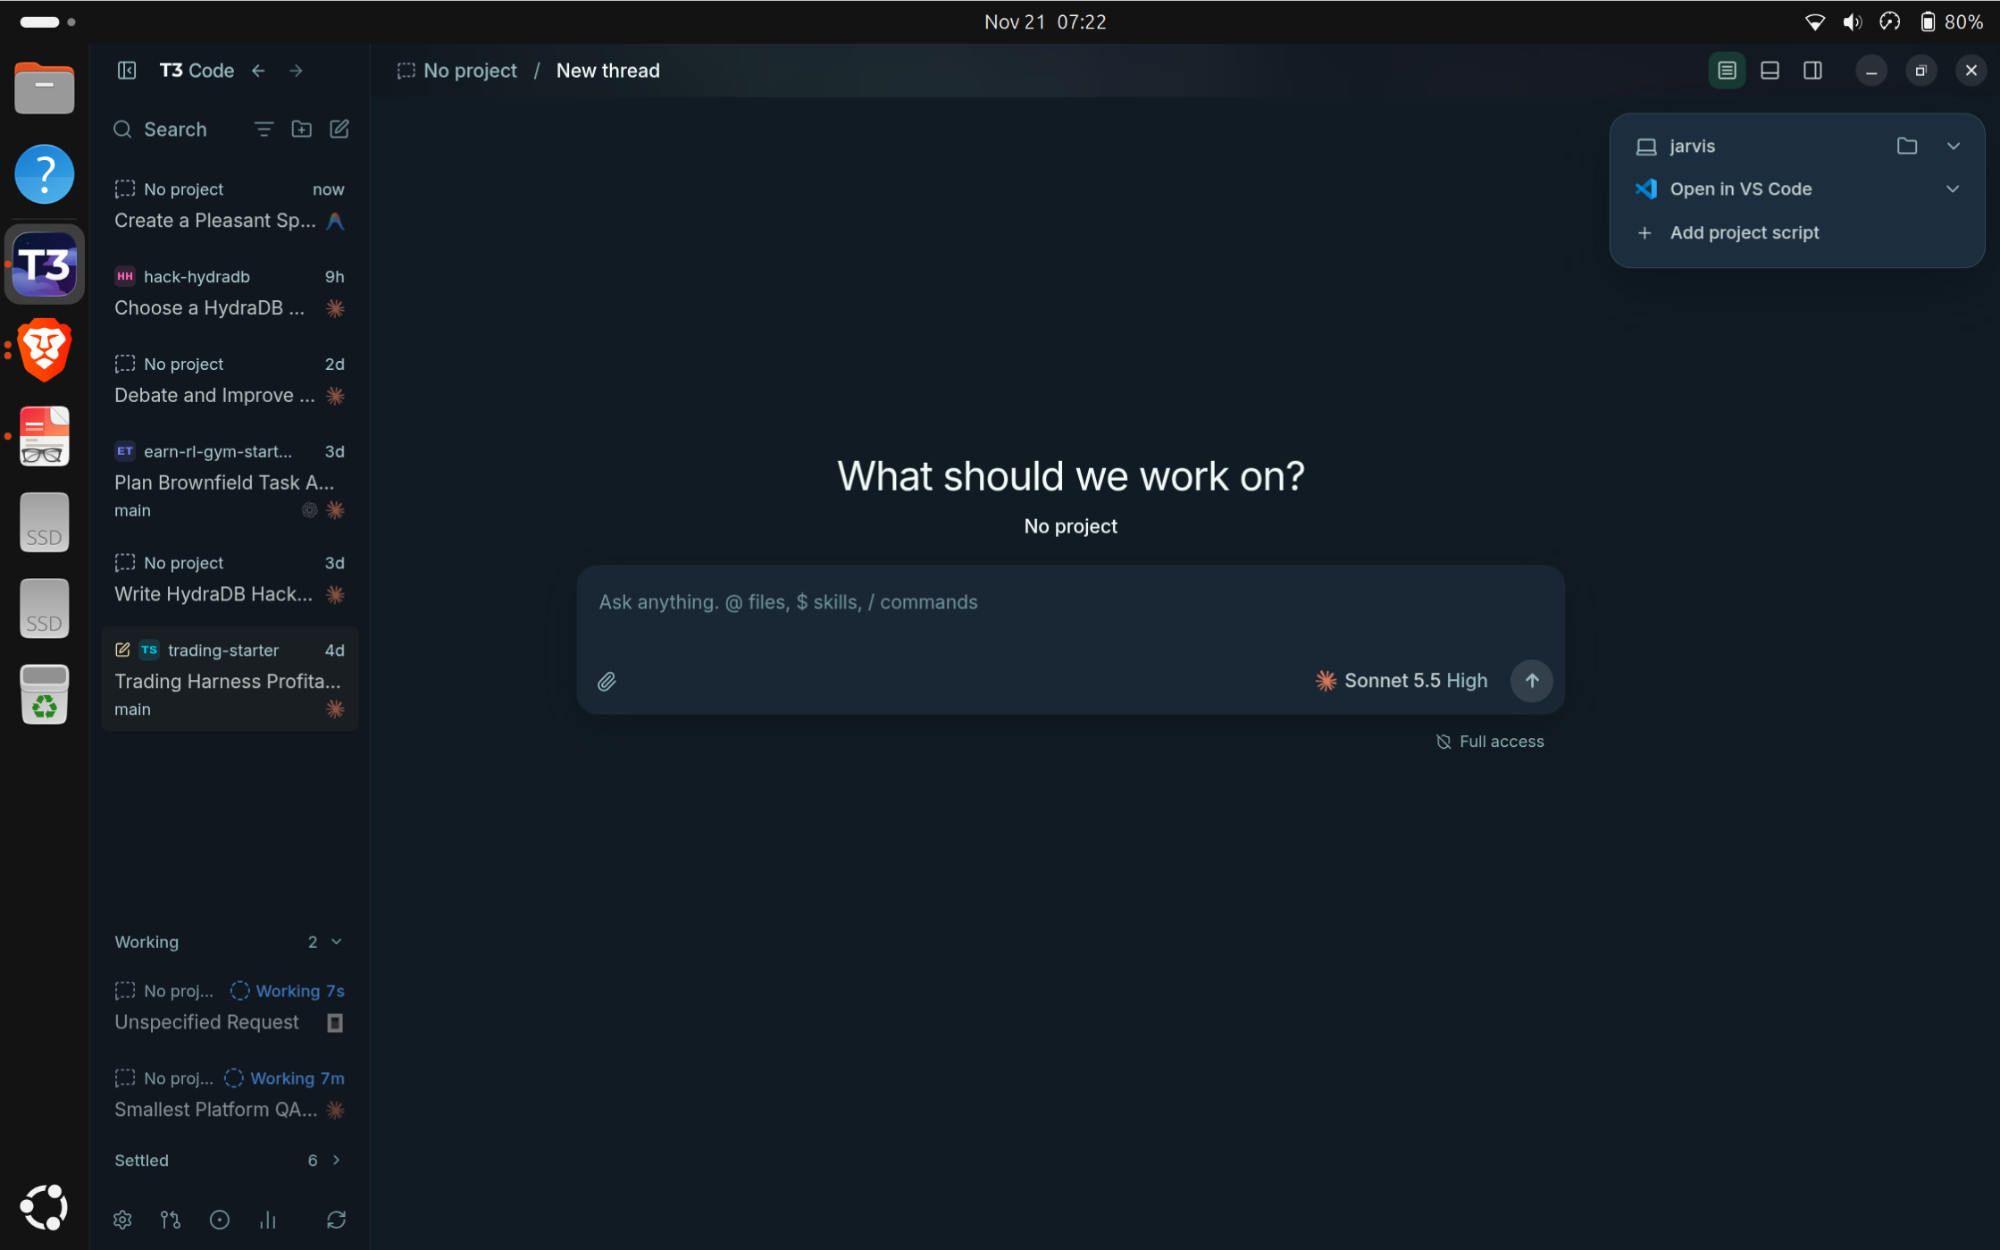 Nov 21 07:22
80%
T3 Code
No project / New thread
Search
No project now
Create a Pleasant Sp...
HH hack-hydradb 9h
Choose a HydraDB ...
No project 2d
Debate and Improve ...
ET earn-rl-gym-start... 3d
Plan Brownfield Task A...
main
No project 3d
Write HydraDB Hack...
TS trading-starter 4d
Trading Harness Profita...
main
Working 2
No proj... Working 7s
Unspecified Request
No proj... Working 7m
Smallest Platform QA...
Settled 6
jarvis
Open in VS Code
+ Add project script
What should we work on?
No project
Ask anything. @ files, $ skills, / commands
Sonnet 5.5 High
Full access
?
T3
SSD
SSD